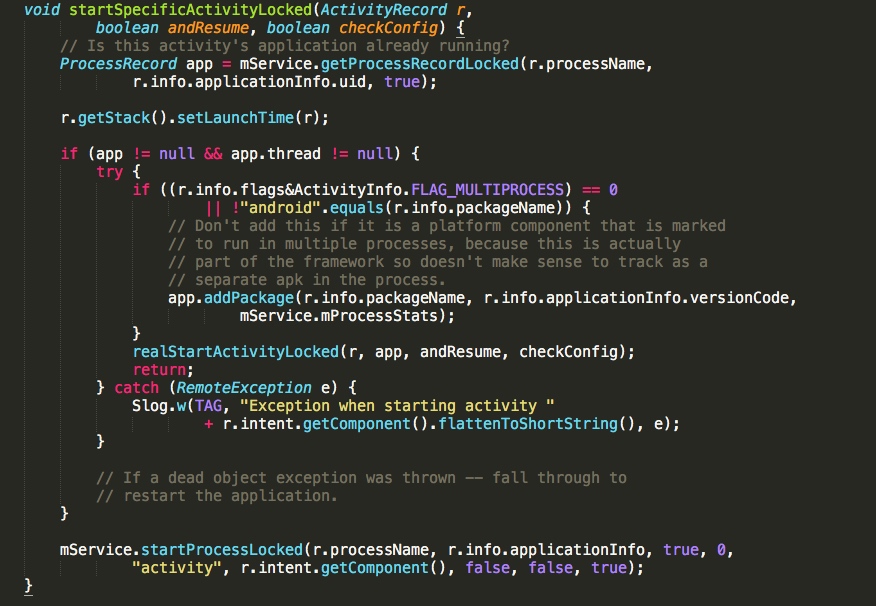 void startSpecificActivityLocked(ActivityRecord r,
        boolean andResume, boolean checkConfig) {
    // Is this activity's application already running?
    ProcessRecord app = mService.getProcessRecordLocked(r.processName,
            r.info.applicationInfo.uid, true);

    r.getStack().setLaunchTime(r);

    if (app != null && app.thread != null) {
        try {
            if ((r.info.flags&ActivityInfo.FLAG_MULTIPROCESS) == 0
                    || !"android".equals(r.info.packageName)) {
                // Don't add this if it is a platform component that is marked
                // to run in multiple processes, because this is actually
                // part of the framework so doesn't make sense to track as a
                // separate apk in the process.
                app.addPackage(r.info.packageName, r.info.applicationInfo.versionCode,
                        mService.mProcessStats);
            }
            realStartActivityLocked(r, app, andResume, checkConfig);
            return;
        } catch (RemoteException e) {
            Slog.w(TAG, "Exception when starting activity "
                    + r.intent.getComponent().flattenToShortString(), e);
        }

        // If a dead object exception was thrown -- fall through to
        // restart the application.
    }

    mService.startProcessLocked(r.processName, r.info.applicationInfo, true, 0,
            "activity", r.intent.getComponent(), false, false, true);
}